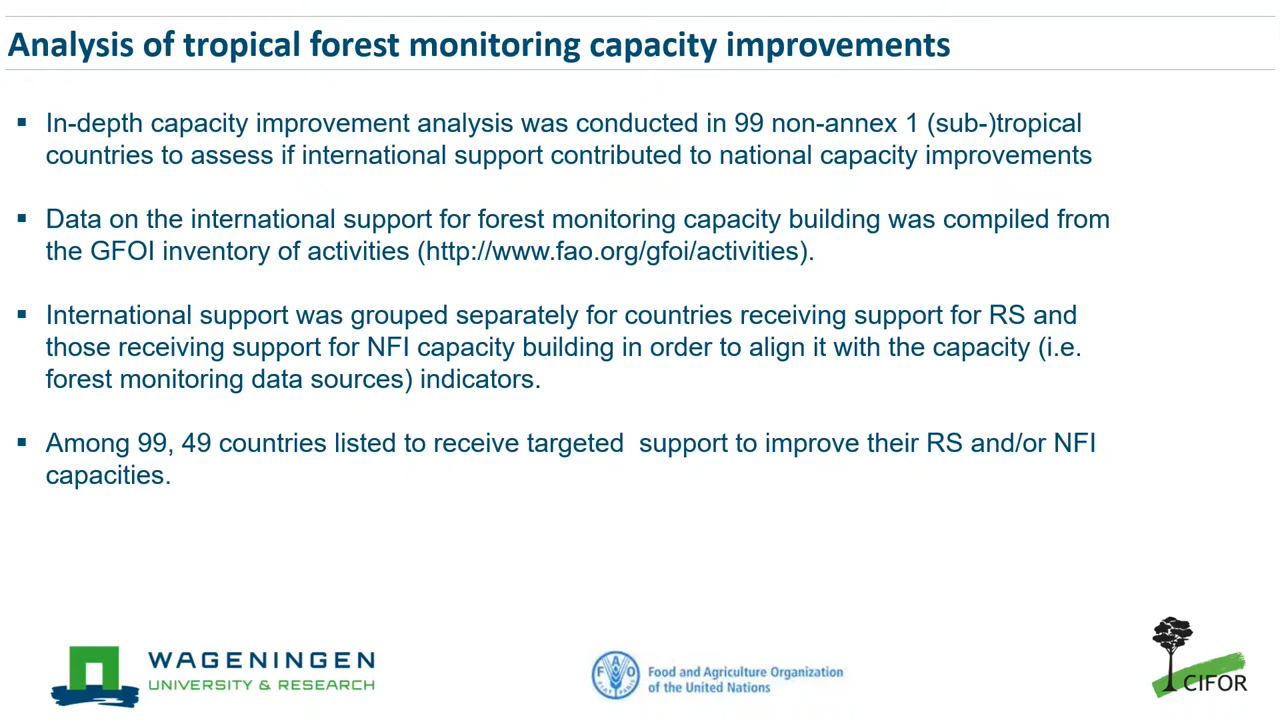 Analysis of tropical forest monitoring capacity improvements
▪ In-depth capacity improvement analysis was conducted in 99 non-annex 1 (sub-)tropical
countries to assess if international support contributed to national capacity improvements
▪ Data on the international support for forest monitoring capacity building was compiled from
the GFOI inventory of activities (http://www.fao.org/gfoi/activities).
▪ International support was grouped separately for countries receiving support for RS and
those receiving support for NFI capacity building in order to align it with the capacity (i.e.
forest monitoring data sources) indicators.
▪ Among 99, 49 countries listed to receive targeted  support to improve their RS and/or NFI
capacities.
WAGENINGEN
UNIVERSITY & RESEARCH
FAO
FIAT PANIS
Food and Agriculture Organization
of the United Nations
CIFOR